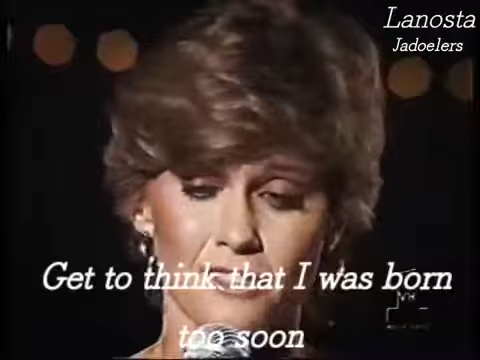 Lanosta
Jadoelers
Get to think that I was born
too soon